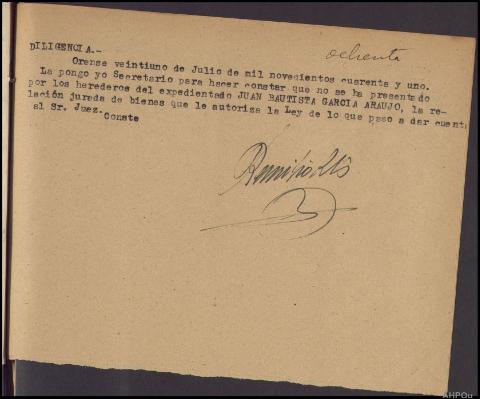 ochenta
DILIGENCIA.-
Orense veintiuno de Julio de mil novecientos cuarenta y uno.
La pongo yo Secretario para hacer constar que no se ha presentado
por los herederos del expedientado JUAN BAUTISTA GARCIA ARAUJO, la re-
lación jurada de bienes que le autoriza la Ley de lo que paso a dar cuenta
al Sr. Juez. Conste
AHPOu